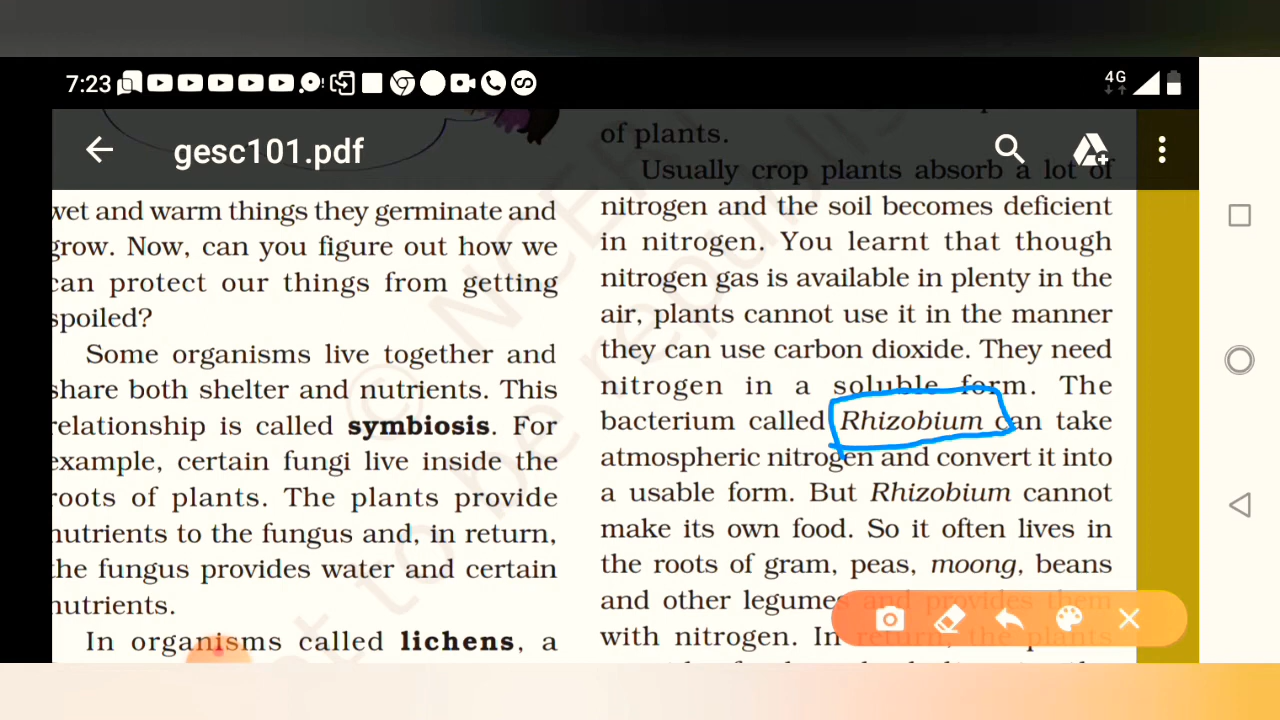 7:23
4G
gesc101.pdf
wet and warm things they germinate and
grow. Now, can you figure out how we
can protect our things from getting
spoiled?
Some organisms live together and
share both shelter and nutrients. This
relationship is called symbiosis. For
example, certain fungi live inside the
roots of plants. The plants provide
nutrients to the fungus and, in return,
the fungus provides water and certain
nutrients.
In organisms called lichens, a
of plants.
Usually crop plants absorb a lot of
nitrogen and the soil becomes deficient
in nitrogen. You learnt that though
nitrogen gas is available in plenty in the
air, plants cannot use it in the manner
they can use carbon dioxide. They need
nitrogen in a soluble form. The
bacterium called Rhizobium can take
atmospheric nitrogen and convert it into
a usable form. But Rhizobium cannot
make its own food. So it often lives in
the roots of gram, peas, moong, beans
and other legumes and provides them
with nitrogen. In return, the plants